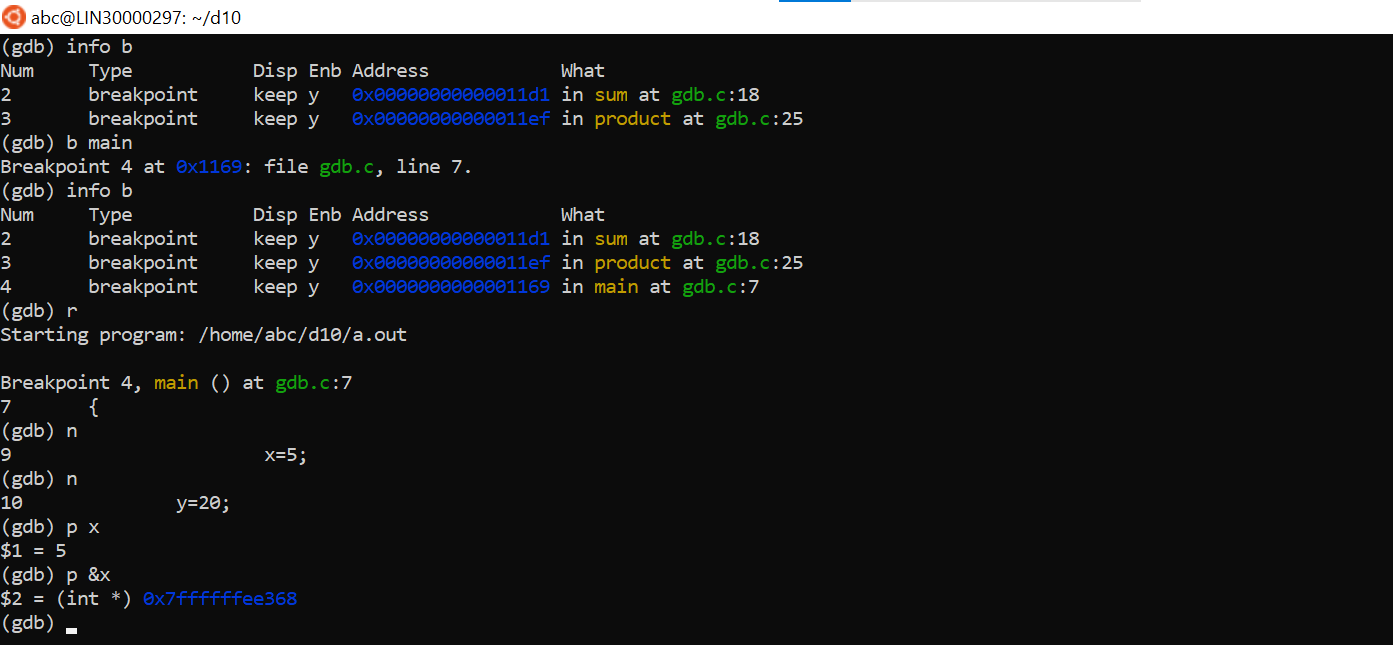 abc@LIN30000297: ~/d10
(gdb) info b
Num     Type           Disp Enb Address            What
2       breakpoint     keep y   0x00000000000011d1 in sum at gdb.c:18
3       breakpoint     keep y   0x00000000000011ef in product at gdb.c:25
(gdb) b main
Breakpoint 4 at 0x1169: file gdb.c, line 7.
(gdb) info b
Num     Type           Disp Enb Address            What
2       breakpoint     keep y   0x00000000000011d1 in sum at gdb.c:18
3       breakpoint     keep y   0x00000000000011ef in product at gdb.c:25
4       breakpoint     keep y   0x0000000000001169 in main at gdb.c:7
(gdb) r
Starting program: /home/abc/d10/a.out
Breakpoint 4, main () at gdb.c:7
7       {
(gdb) n
9                       x=5;
(gdb) n
10              y=20;
(gdb) p x
$1 = 5
(gdb) p &x
$2 = (int *) 0x7ffffffee368
(gdb)